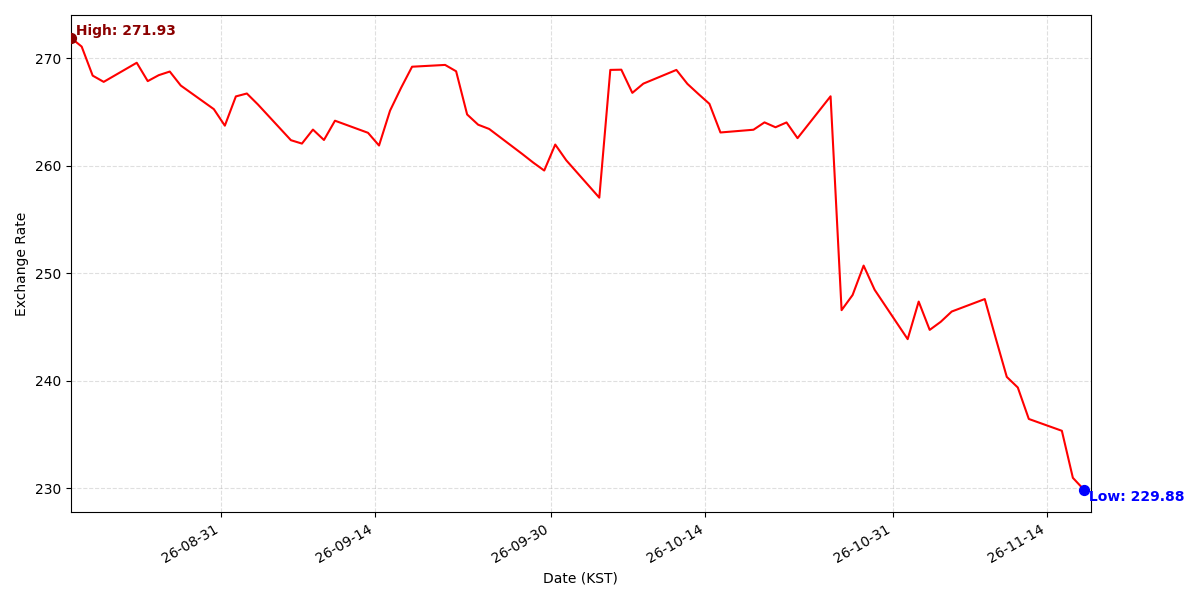 High: 271.93
270
260
250
240
230
Exchange Rate
Low: 229.88
26-08-31
26-09-14
26-09-30
26-10-14
26-10-31
26-11-14
Date (KST)